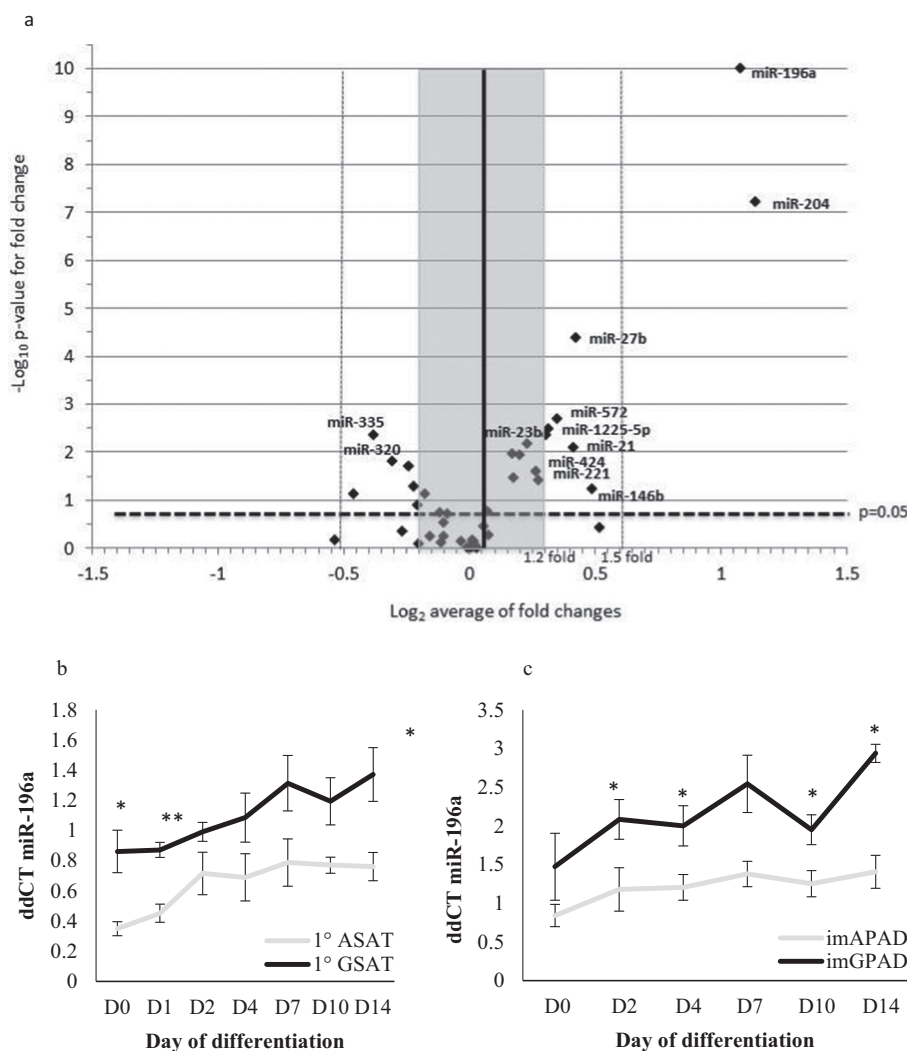 a
10
miR-196a
9
8
7
miR-204
6
-Log10 p-value for fold change
5
miR-27b
4
3
miR-572
miR-335
miR-23b
miR-1225-5p
2
miR-21
miR-320
miR-424
miR-221
1
miR-146b
p=0.05
0
1.2 fold
1.5 fold
-1.5 -1 -0.5 0 0.5 1 1.5
Log2 average of fold changes
b
1.8
1.6
*
1.4
1.2
* **
1
0.8
0.6
0.4
0.2
0
ddCT miR-196a
1° ASAT
1° GSAT
D0 D1 D2 D4 D7 D10 D14
Day of differentiation
c
3.5
3
*
2.5
* * *
2
1.5
1
0.5
0
ddCT miR-196a
imAPAD
imGPAD
D0 D2 D4 D7 D10 D14
Day of differentiation